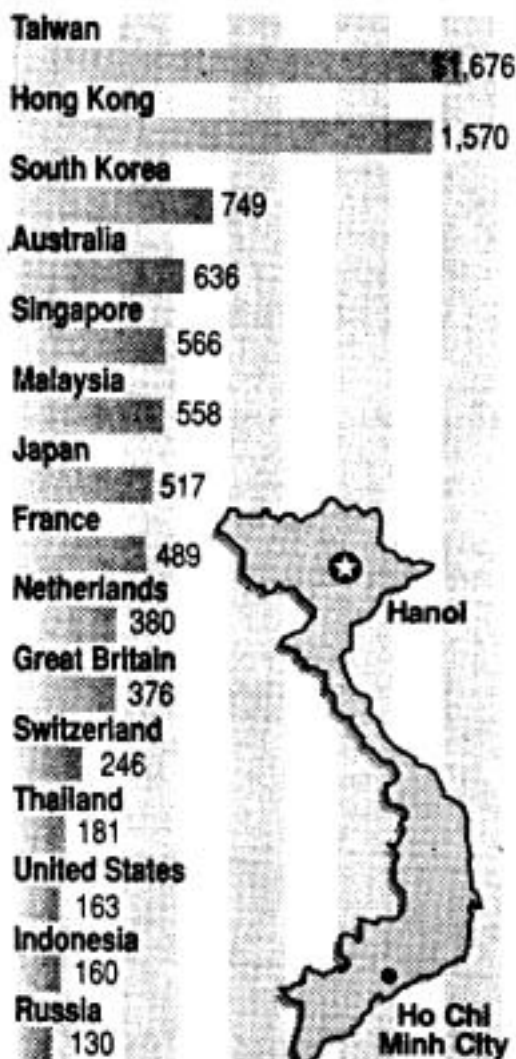 Taiwan
$1,676
Hong Kong
1,570
South Korea
749
Australia
636
Singapore
566
Malaysia
558
Japan
517
France
489
Netherlands
380
Great Britain
376
Switzerland
246
Thailand
181
United States
163
Indonesia
160
Russia
130
Hanoi
Ho Chi
Minh City